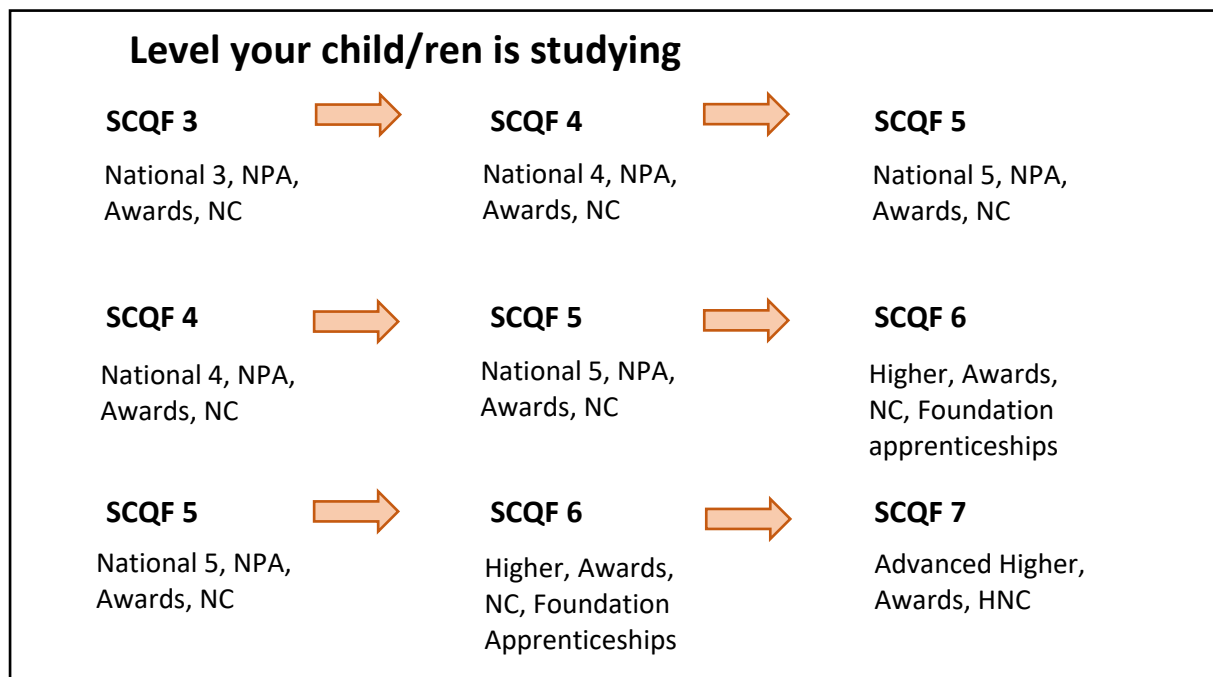 Level your child/ren is studying
SCQF 3
SCQF 4
SCQF 5
National 3, NPA,
Awards, NC
National 4, NPA,
Awards, NC
National 5, NPA,
Awards, NC
SCQF 4
SCQF 5
SCQF 6
National 4, NPA,
Awards, NC
National 5, NPA,
Awards, NC
Higher, Awards,
NC, Foundation
apprenticeships
SCQF 5
SCQF 6
SCQF 7
National 5, NPA,
Awards, NC
Higher, Awards,
NC, Foundation
Apprenticeships
Advanced Higher,
Awards, HNC